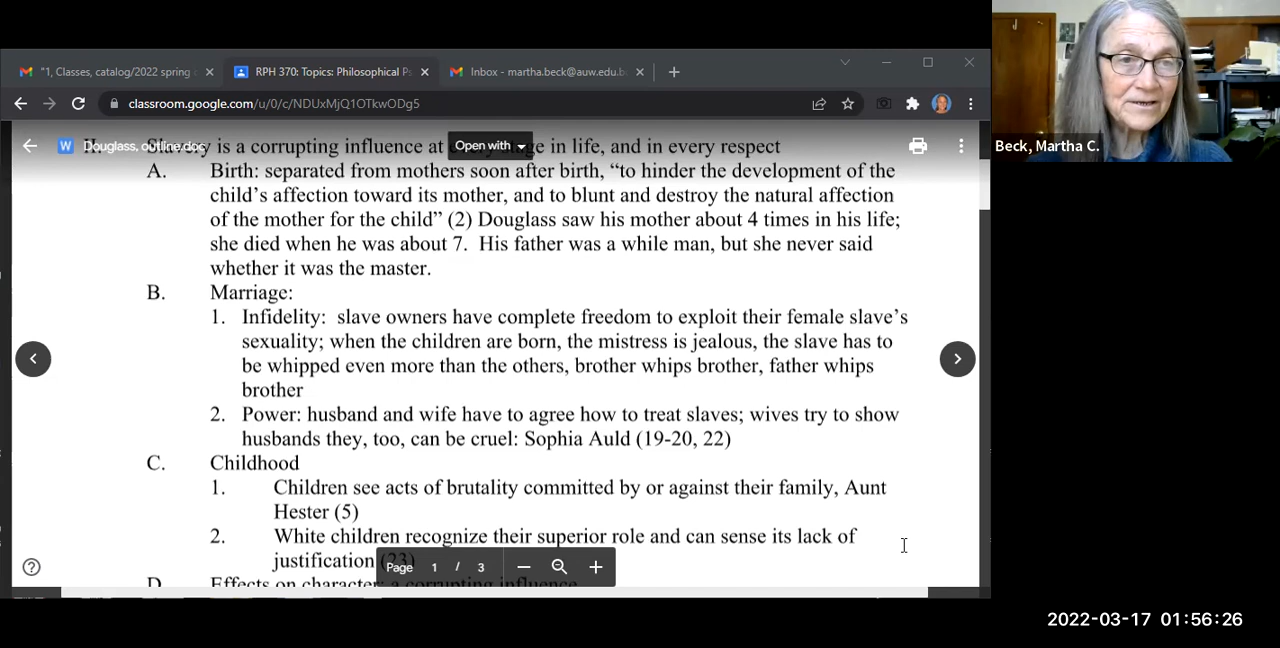 "1, Classes, catalog/2022 spring
RPH 370: Topics: Philosophical P
Inbox - martha.beck@auw.edu.b
classroom.google.com/u/0/c/NDUxMjQ1OTkwODg5
W Douglass, outline.doc
Open with
is a corrupting influence at stage in life, and in every respect
A. Birth: separated from mothers soon after birth, “to hinder the development of the
child’s affection toward its mother, and to blunt and destroy the natural affection
of the mother for the child” (2) Douglass saw his mother about 4 times in his life;
she died when he was about 7. His father was a while man, but she never said
whether it was the master.
B. Marriage:
1. Infidelity: slave owners have complete freedom to exploit their female slave’s
sexuality; when the children are born, the mistress is jealous, the slave has to
be whipped even more than the others, brother whips brother, father whips
brother
2. Power: husband and wife have to agree how to treat slaves; wives try to show
husbands they, too, can be cruel: Sophia Auld (19-20, 22)
C. Childhood
1. Children see acts of brutality committed by or against their family, Aunt
Hester (5)
2. White children recognize their superior role and can sense its lack of
justification (23)
Page 1 / 3
D. Effects on character: a corrupting influence
Beck, Martha C.
2022-03-17 01:56:26